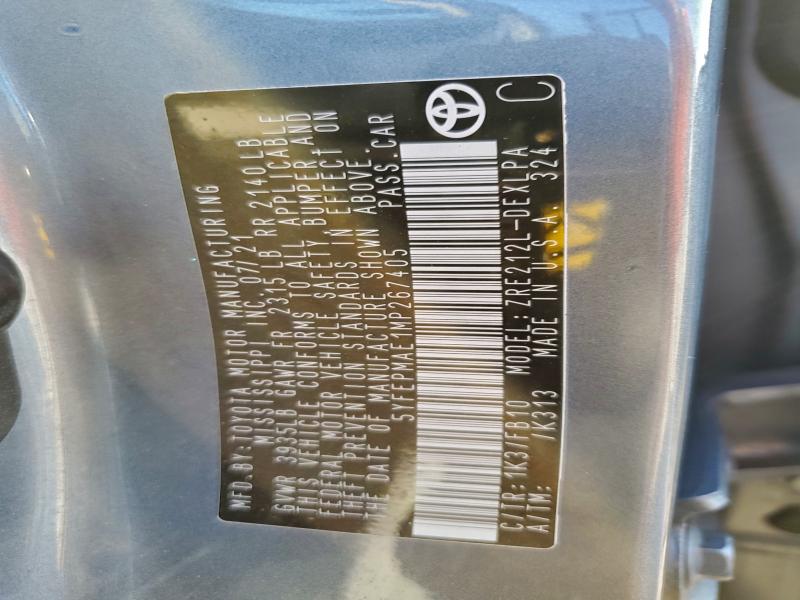 MFD.BY:TOYOTA MOTOR MANUFACTURING
MISSISSIPPI INC. 07/21
GVWR 3935LB GAWR FR 2315 LB RR 2140LB
THIS VEHICLE CONFORMS TO ALL APPLICABLE
FEDERAL MOTOR VEHICLE SAFETY BUMPER, AND
THEFT PREVENTION STANDARDS IN EFFECT ON
THE DATE OF MANUFACTURE SHOWN ABOVE.
5YFEPMAE1MP267405 PASS.CAR
C/TR: 1K3/FB10 MODEL: ZRE212L-DEXLPA
A/TM: /K313 MADE IN U.S.A. 324 C